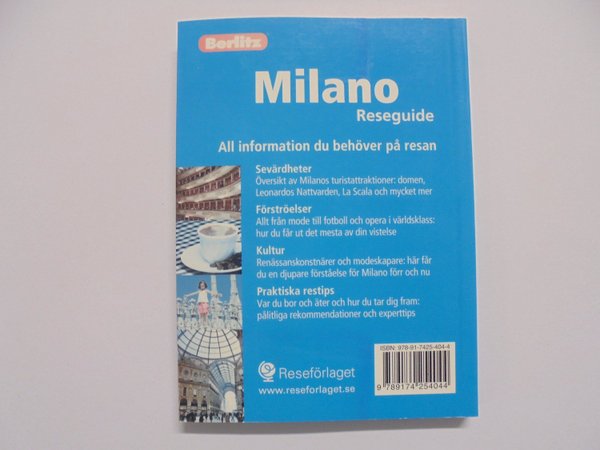 Berlitz
Milano
Reseguide
All information du behöver på resan
Sevärdheter
Översikt av Milanos turistattraktioner: domen,
Leonardos Nattvarden, La Scala och mycket mer
Förströelser
Allt från mode till fotboll och opera i världsklass:
hur du får ut det mesta av din vistelse
Kultur
Renässanskonstnärer och modeskapare: här får
du en djupare förståelse för Milano förr och nu
Praktiska restips
Var du bor och äter och hur du tar dig fram:
pålitliga rekommendationer och experttips
ISBN: 978-91-7425-404-4
9 789174 254044
Reseförlaget
www.reseforlaget.se